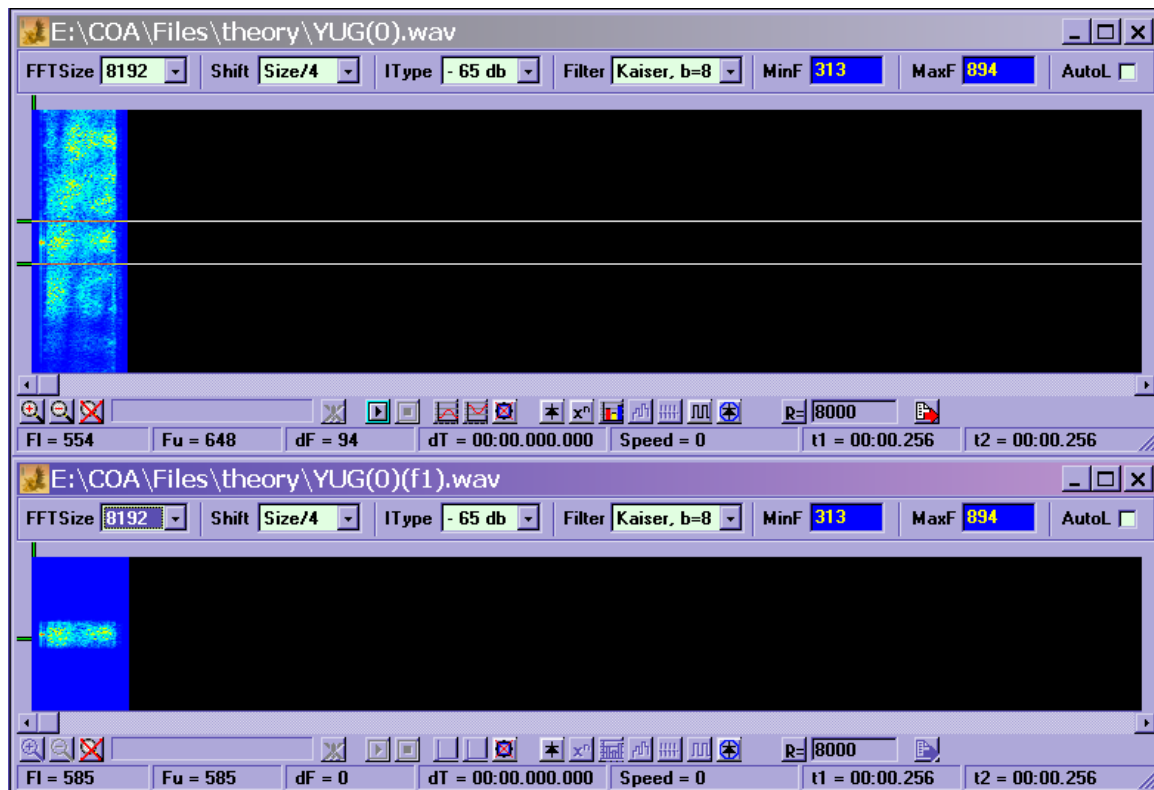 E:\COA\Files\theory\YUG(0).wav
FFTSize 8192 Shift Size/4 IType - 65 db Filter Kaiser, b=8 MinF 313 MaxF 894 AutoL
R= 8000
Fl = 554 Fu = 648 dF = 94 dT = 00:00.000.000 Speed = 0 t1 = 00:00.256 t2 = 00:00.256
E:\COA\Files\theory\YUG(0)(f1).wav
FFTSize 8192 Shift Size/4 IType - 65 db Filter Kaiser, b=8 MinF 313 MaxF 894 AutoL
R= 8000
Fl = 585 Fu = 585 dF = 0 dT = 00:00.000.000 Speed = 0 t1 = 00:00.256 t2 = 00:00.256